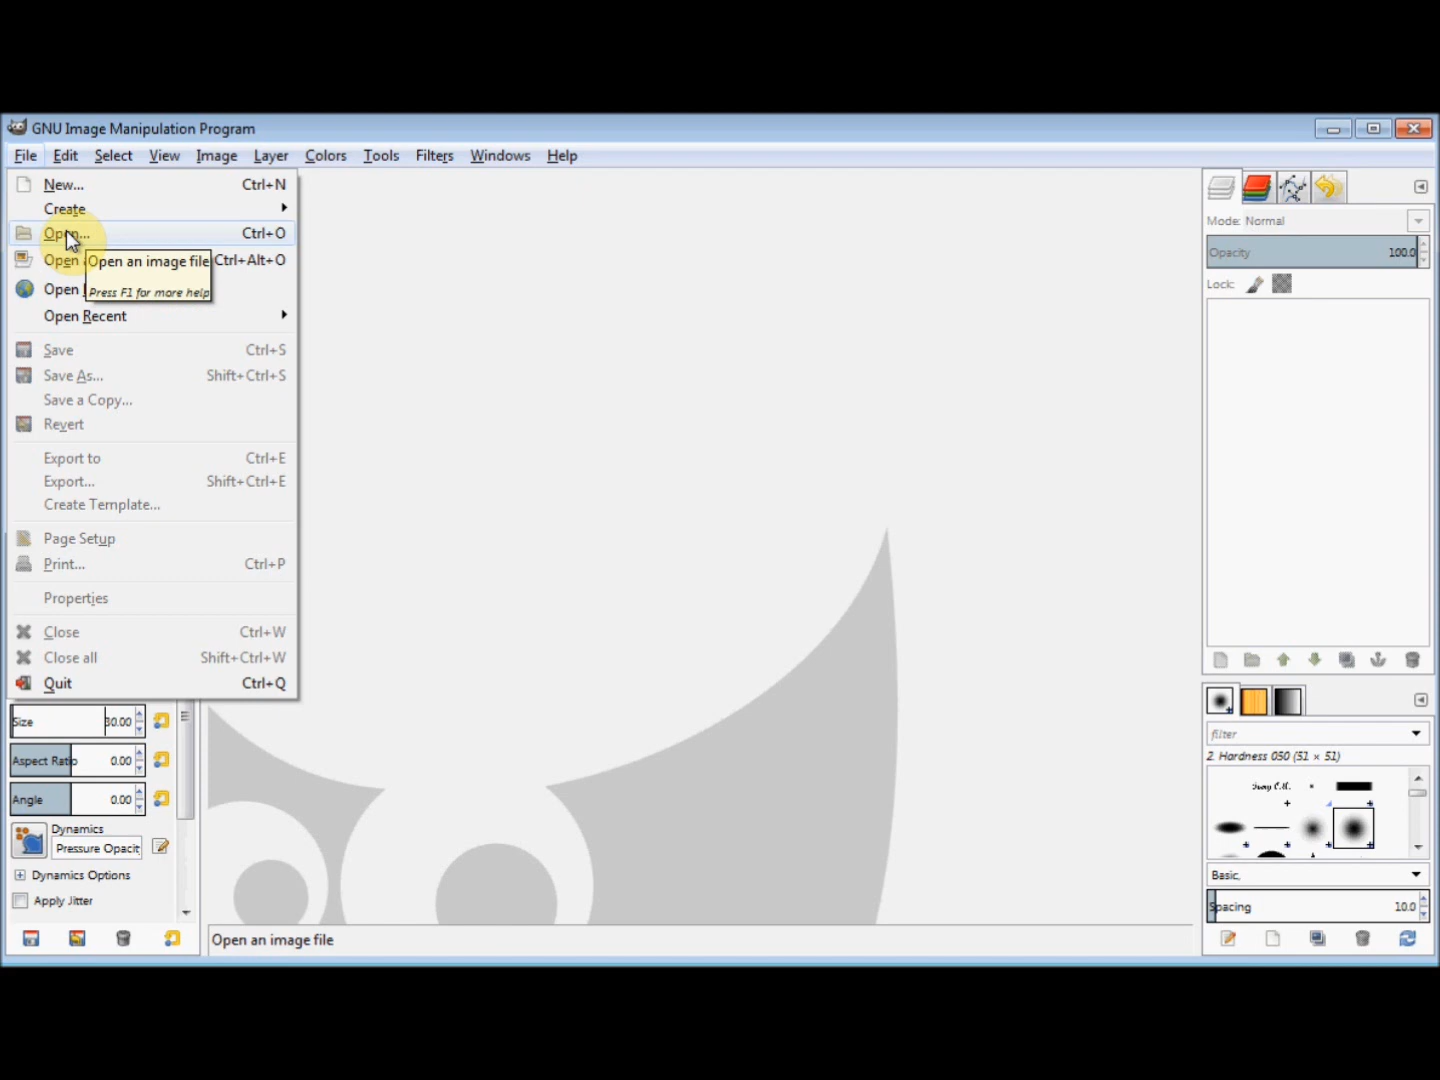 GNU Image Manipulation Program
File Edit Select View Image Layer Colors Tools Filters Windows Help
New... Ctrl+N
Create
Open... Ctrl+O
Open Ctrl+Alt+O
Open an image file
Open
Press F1 for more help
Open Recent
Save Ctrl+S
Save As... Shift+Ctrl+S
Save a Copy...
Revert
Export to Ctrl+E
Export... Shift+Ctrl+E
Create Template...
Page Setup
Print... Ctrl+P
Properties
Close Ctrl+W
Close all Shift+Ctrl+W
Quit Ctrl+Q
Size 30.00
Aspect Ratio 0.00
Angle 0.00
Dynamics
Pressure Opacit
Dynamics Options
Apply Jitter
Open an image file
Mode: Normal
Opacity 100.0
Lock:
filter
2. Hardness 050 (51 × 51)
Basic,
Spacing 10.0